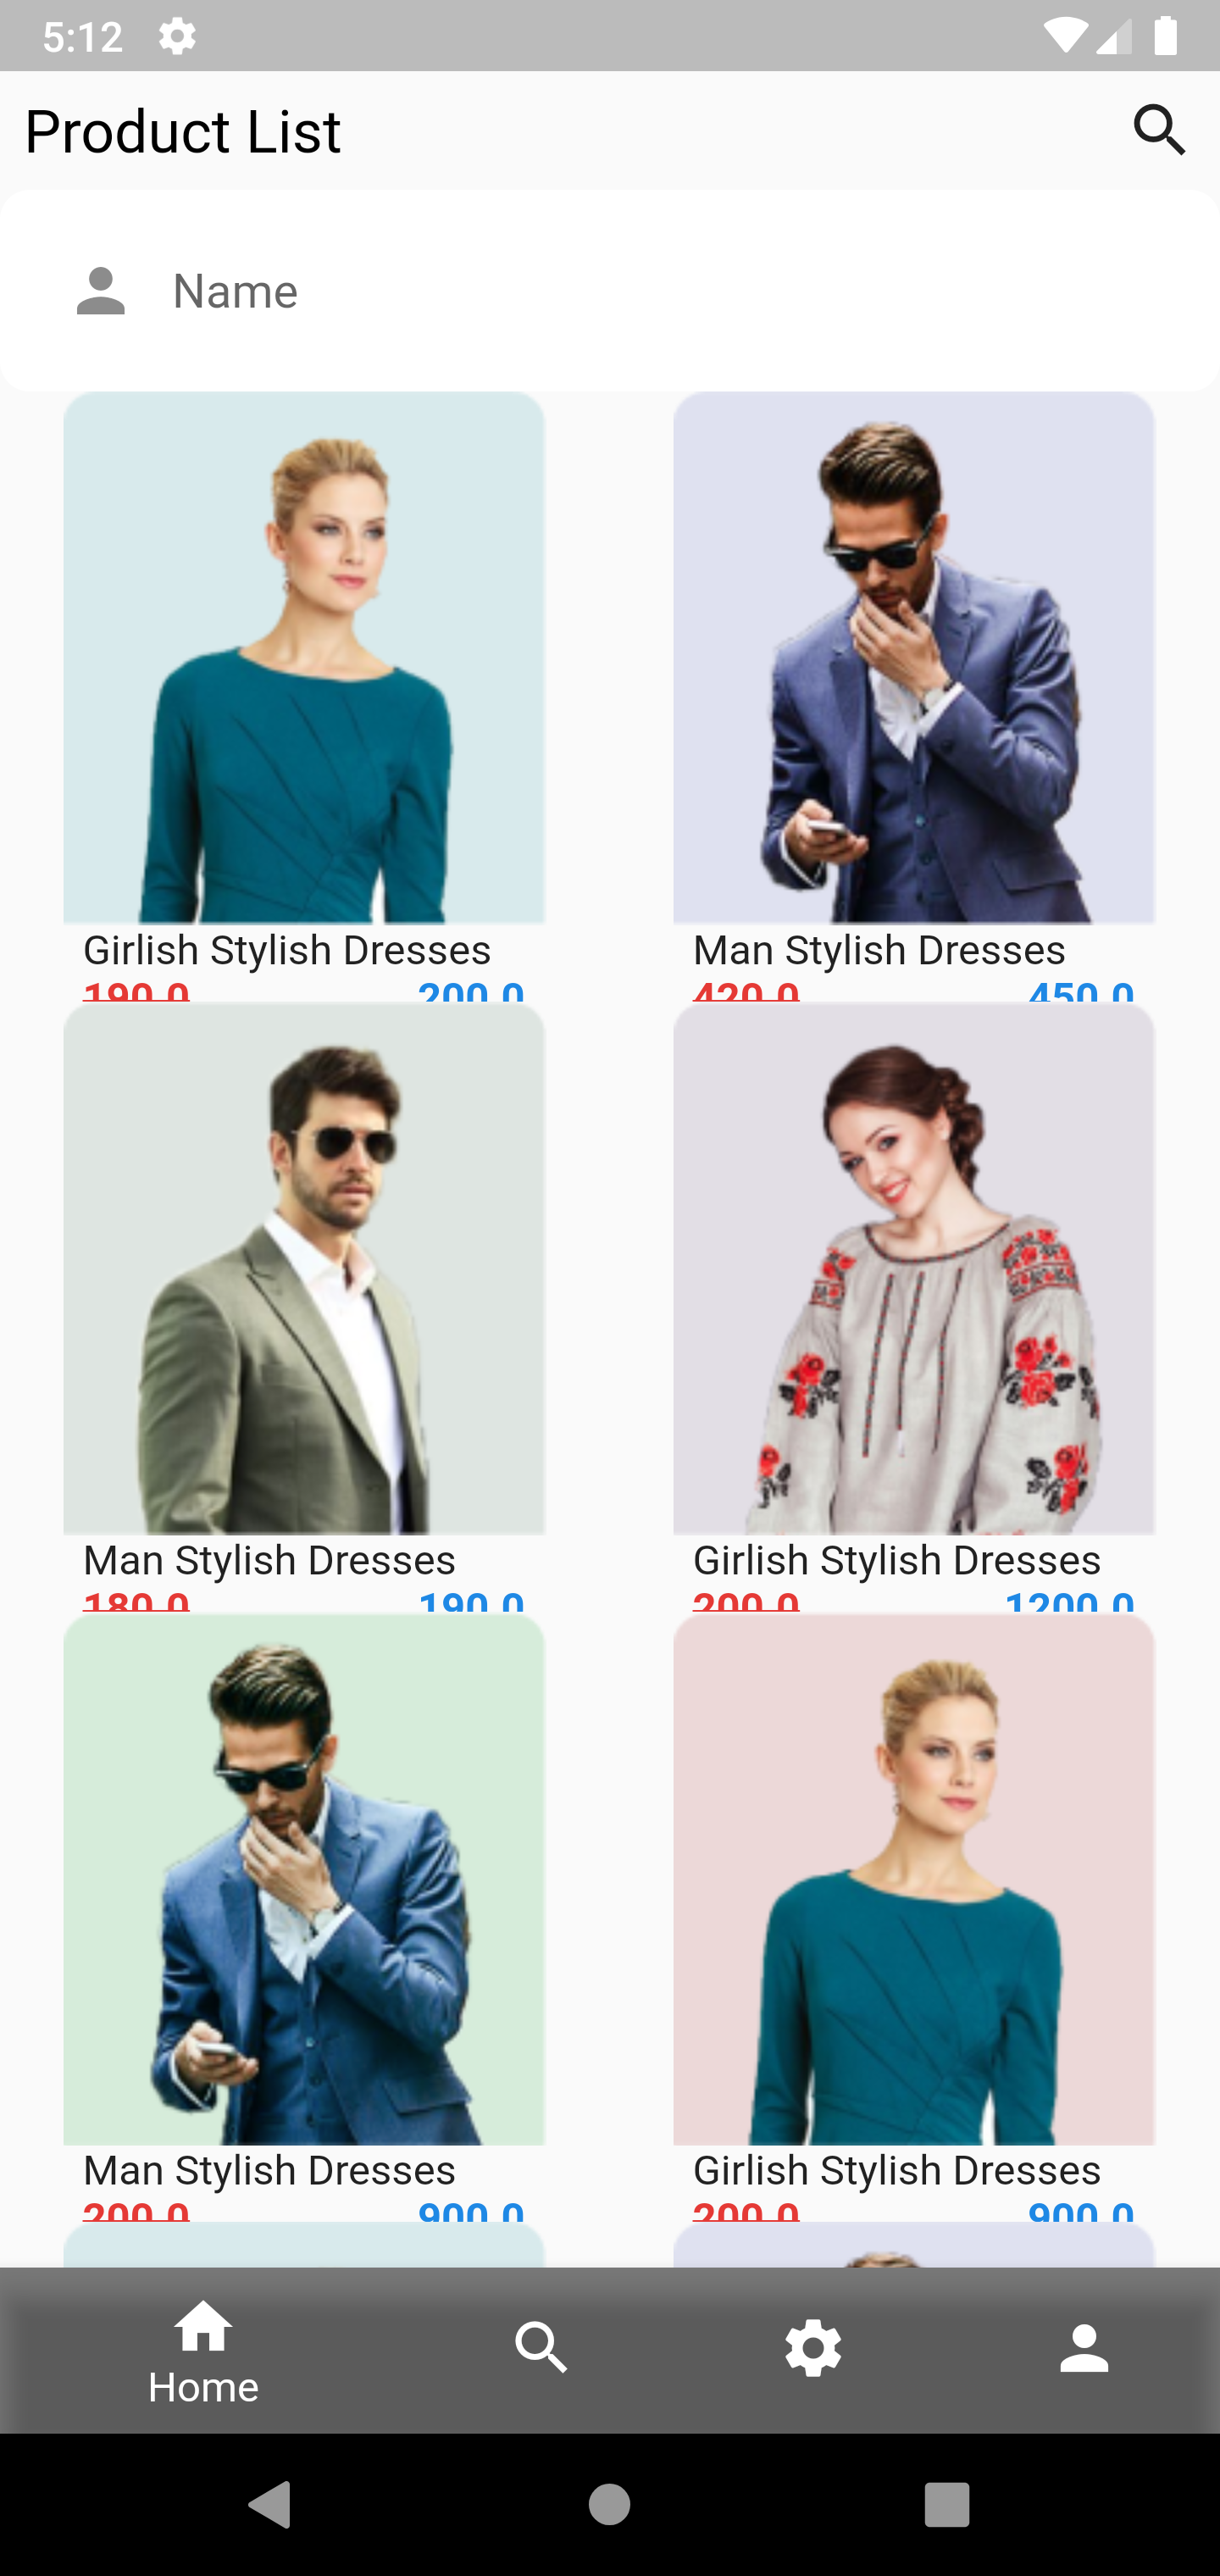 5:12
Product List
Name
Girlish Stylish Dresses
190.0 200.0
Man Stylish Dresses
420.0 450.0
Man Stylish Dresses
180.0 190.0
Girlish Stylish Dresses
200.0 1200.0
Man Stylish Dresses
200.0 900.0
Girlish Stylish Dresses
200.0 900.0
Home